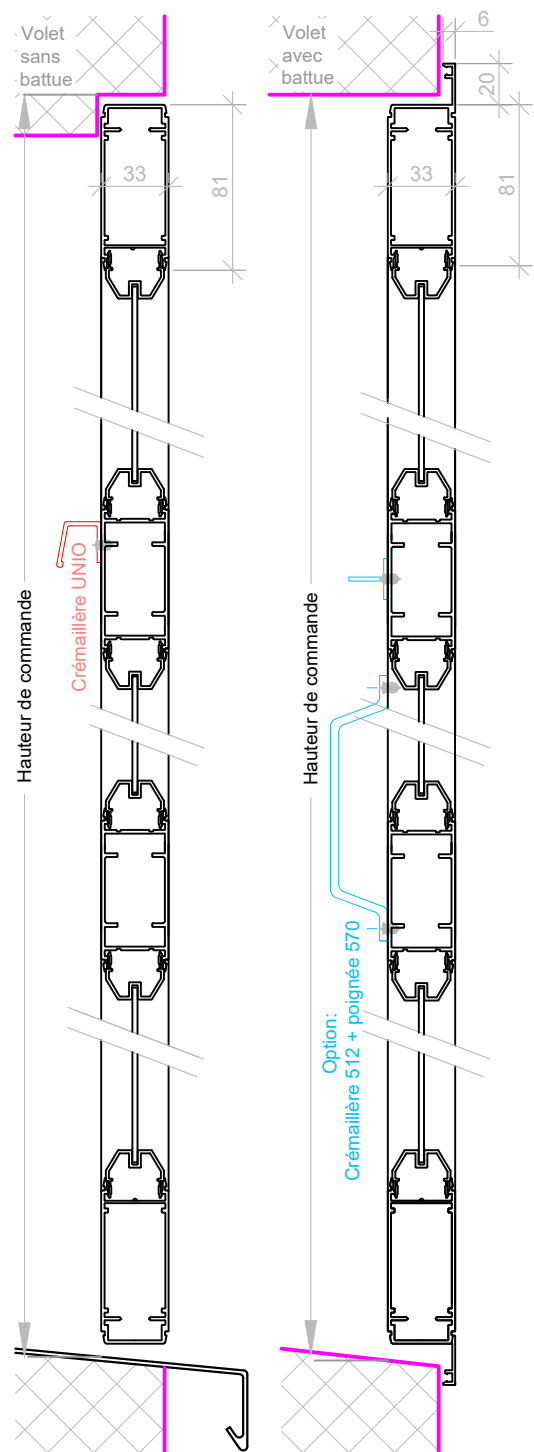 Volet
sans
battue
33
81
Crémaillère UNIO
Hauteur de commande
Volet
avec
battue
6
20
33
81
Hauteur de commande
Option:
Crémaillère 512 + poignée 570